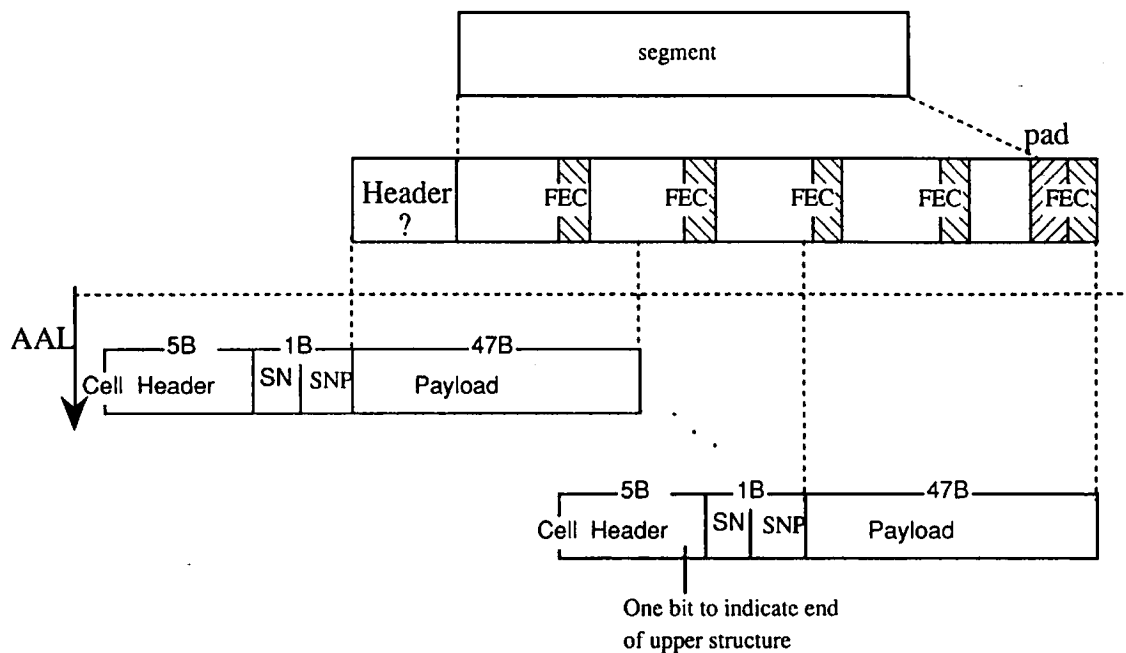 segment
pad
Header
?
FEC
FEC
FEC
FEC
FEC
AAL
5B
1B
47B
Cell Header
SN
SNP
Payload
5B
1B
47B
Cell Header
SN
SNP
Payload
One bit to indicate end
of upper structure